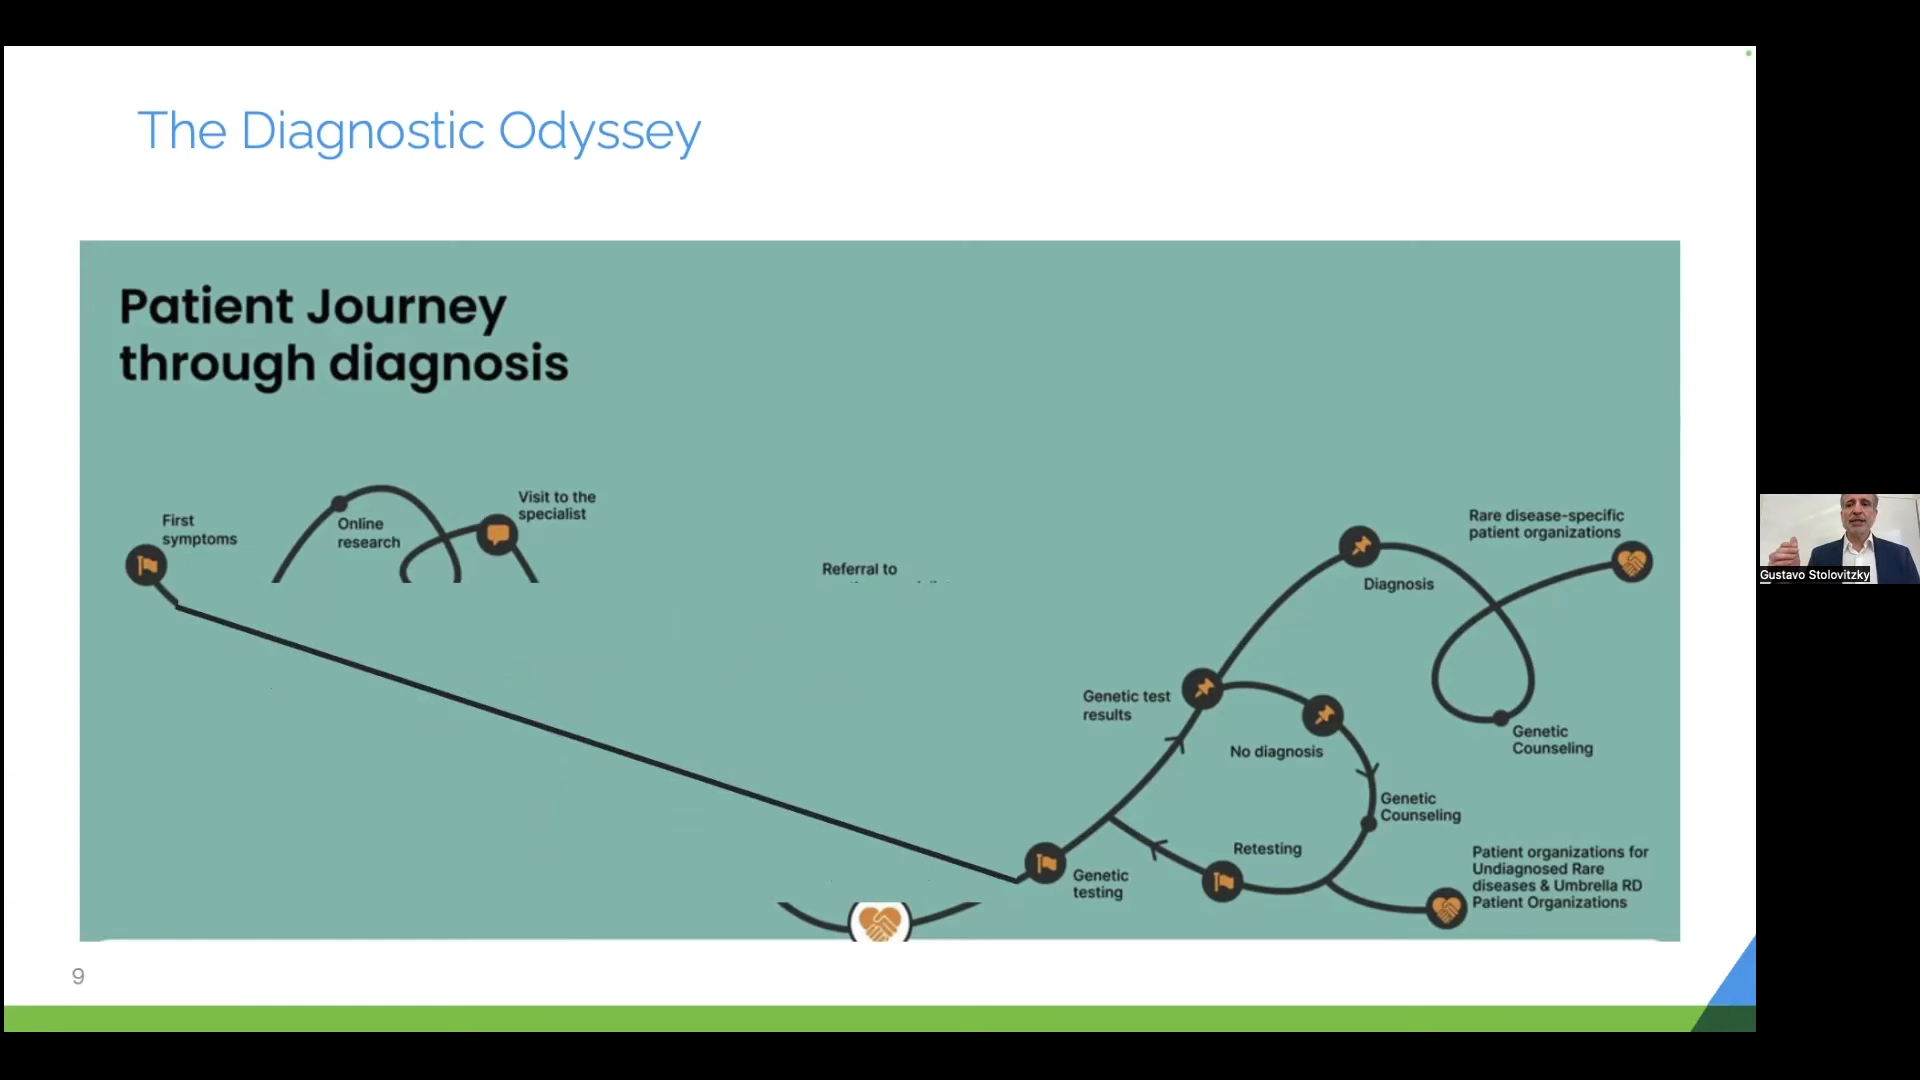 The Diagnostic Odyssey
Patient Journey
through diagnosis
First
symptoms
Online
research
Visit to the
specialist
Referral to
Genetic
testing
Genetic test
results
No diagnosis
Genetic
Counseling
Retesting
Patient organizations for
Undiagnosed Rare
diseases & Umbrella RD
Patient Organizations
Diagnosis
Genetic
Counseling
Rare disease-specific
patient organizations
9
Gustavo Stolovitzky